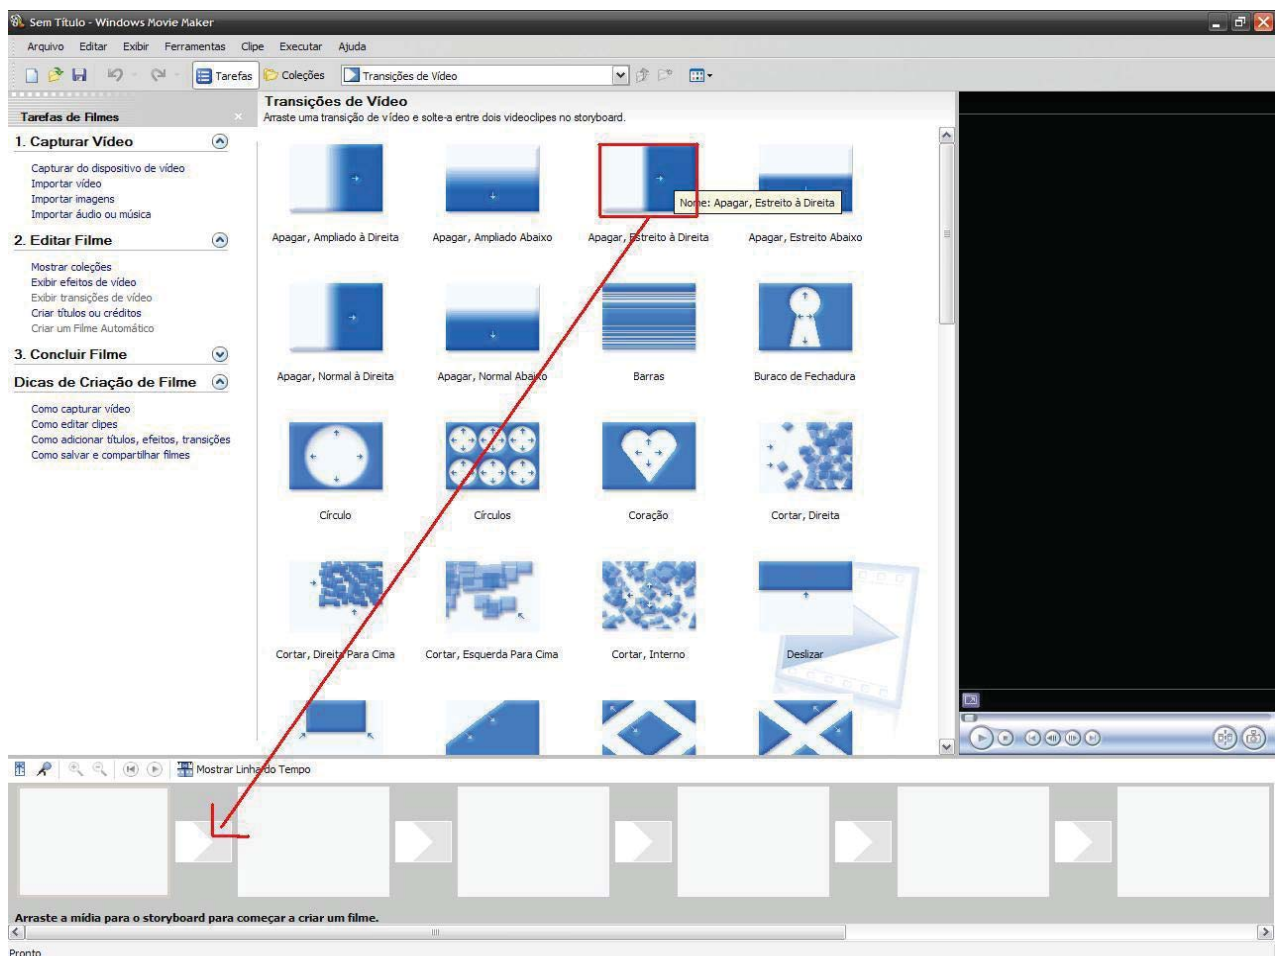 Sem Título - Windows Movie Maker
Arquivo Editar Exibir Ferramentas Clipe Executar Ajuda
Tarefas Coleções Transições de Vídeo
Tarefas de Filmes
1. Capturar Vídeo
Capturar do dispositivo de vídeo
Importar vídeo
Importar imagens
Importar áudio ou música
2. Editar Filme
Mostrar coleções
Exibir efeitos de vídeo
Exibir transições de vídeo
Criar títulos ou créditos
Criar um Filme Automático
3. Concluir Filme
Dicas de Criação de Filme
Como capturar vídeo
Como editar clipes
Como adicionar títulos, efeitos, transições
Como salvar e compartilhar filmes
Transições de Vídeo
Arraste uma transição de vídeo e solte-a entre dois videoclipes no storyboard.
Nome: Apagar, Estreito à Direita
Apagar, Ampliado à Direita Apagar, Ampliado Abaixo Apagar, Estreito à Direita Apagar, Estreito Abaixo
Apagar, Normal à Direita Apagar, Normal Abaixo Barras Buraco de Fechadura
Círculo Círculos Coração Cortar, Direita
Cortar, Direita Para Cima Cortar, Esquerda Para Cima Cortar, Interno Deslizar
Mostrar Linha do Tempo
Arraste a mídia para o storyboard para começar a criar um filme.
Pronto